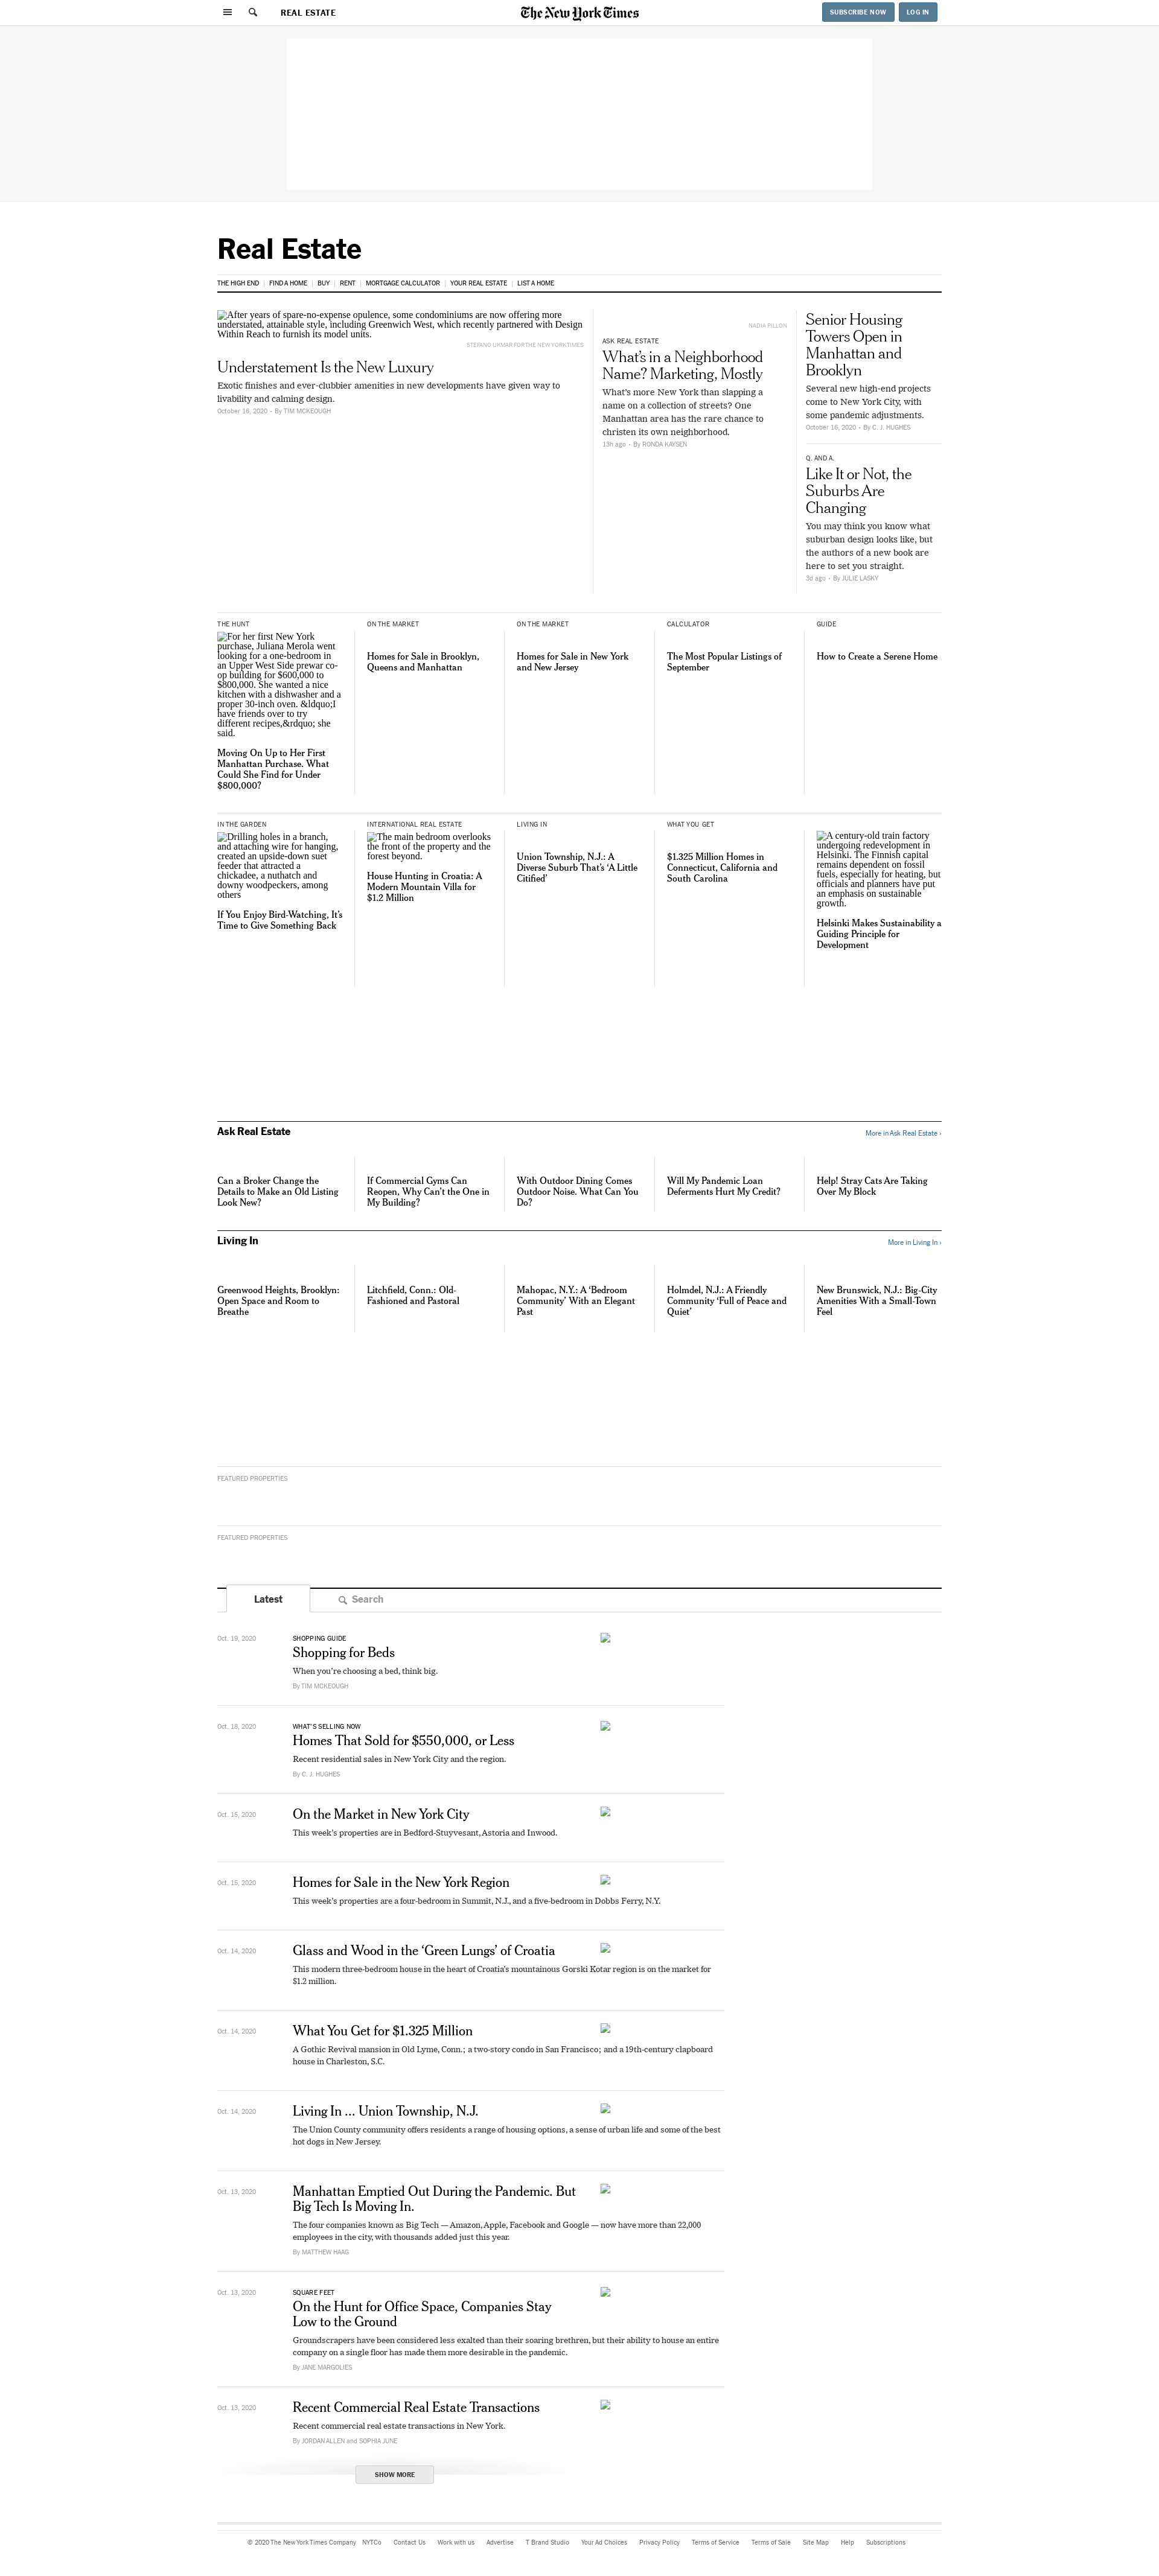 REAL ESTATE
The New York Times
SUBSCRIBE NOW
LOG IN
Real Estate
THE HIGH END
FIND A HOME
BUY
RENT
MORTGAGE CALCULATOR
YOUR REAL ESTATE
LIST A HOME
After years of spare-no-expense opulence, some condominiums are now offering more
understated, attainable style, including Greenwich West, which recently partnered with Design
Within Reach to furnish its model units.
STEFANO UKMAR FOR THE NEW YORK TIMES
Understatement Is the New Luxury
Exotic finishes and ever-clubbier amenities in new developments have given way to
livability and calming design.
October 16, 2020 • By TIM MCKEOUGH
NADIA PILLON
ASK REAL ESTATE
What’s in a Neighborhood
Name? Marketing, Mostly
What’s more New York than slapping a
name on a collection of streets? One
Manhattan area has the rare chance to
christen its own neighborhood.
13h ago • By RONDA KAYSEN
Senior Housing
Towers Open in
Manhattan and
Brooklyn
Several new high-end projects
come to New York City, with
some pandemic adjustments.
October 16, 2020 • By C. J. HUGHES
Q. AND A.
Like It or Not, the
Suburbs Are
Changing
You may think you know what
suburban design looks like, but
the authors of a new book are
here to set you straight.
3d ago • By JULIE LASKY
THE HUNT
For her first New York
purchase, Juliana Merola went
looking for a one-bedroom in
an Upper West Side prewar co-
op building for $600,000 to
$800,000. She wanted a nice
kitchen with a dishwasher and a
proper 30-inch oven. &ldquo;I
have friends over to try
different recipes,&rdquo; she
said.
Moving On Up to Her First
Manhattan Purchase. What
Could She Find for Under
$800,000?
ON THE MARKET
Homes for Sale in Brooklyn,
Queens and Manhattan
ON THE MARKET
Homes for Sale in New York
and New Jersey
CALCULATOR
The Most Popular Listings of
September
GUIDE
How to Create a Serene Home
IN THE GARDEN
Drilling holes in a branch,
and attaching wire for hanging,
created an upside-down suet
feeder that attracted a
chickadee, a nuthatch and
downy woodpeckers, among
others
If You Enjoy Bird-Watching, It’s
Time to Give Something Back
INTERNATIONAL REAL ESTATE
The main bedroom overlooks
the front of the property and the
forest beyond.
House Hunting in Croatia: A
Modern Mountain Villa for
$1.2 Million
LIVING IN
Union Township, N.J.: A
Diverse Suburb That’s ‘A Little
Citified’
WHAT YOU GET
$1.325 Million Homes in
Connecticut, California and
South Carolina
A century-old train factory
undergoing redevelopment in
Helsinki. The Finnish capital
remains dependent on fossil
fuels, especially for heating, but
officials and planners have put
an emphasis on sustainable
growth.
Helsinki Makes Sustainability a
Guiding Principle for
Development
Ask Real Estate
More in Ask Real Estate ›
Can a Broker Change the
Details to Make an Old Listing
Look New?
If Commercial Gyms Can
Reopen, Why Can’t the One in
My Building?
With Outdoor Dining Comes
Outdoor Noise. What Can You
Do?
Will My Pandemic Loan
Deferments Hurt My Credit?
Help! Stray Cats Are Taking
Over My Block
Living In
More in Living In ›
Greenwood Heights, Brooklyn:
Open Space and Room to
Breathe
Litchfield, Conn.: Old-
Fashioned and Pastoral
Mahopac, N.Y.: A ‘Bedroom
Community’ With an Elegant
Past
Holmdel, N.J.: A Friendly
Community ‘Full of Peace and
Quiet’
New Brunswick, N.J.: Big-City
Amenities With a Small-Town
Feel
FEATURED PROPERTIES
FEATURED PROPERTIES
Latest
Search
Oct. 19, 2020
SHOPPING GUIDE
Shopping for Beds
When you’re choosing a bed, think big.
By TIM MCKEOUGH
Oct. 18, 2020
WHAT’S SELLING NOW
Homes That Sold for $550,000, or Less
Recent residential sales in New York City and the region.
By C. J. HUGHES
Oct. 15, 2020
On the Market in New York City
This week’s properties are in Bedford-Stuyvesant, Astoria and Inwood.
Oct. 15, 2020
Homes for Sale in the New York Region
This week’s properties are a four-bedroom in Summit, N.J., and a five-bedroom in Dobbs Ferry, N.Y.
Oct. 14, 2020
Glass and Wood in the ‘Green Lungs’ of Croatia
This modern three-bedroom house in the heart of Croatia’s mountainous Gorski Kotar region is on the market for
$1.2 million.
Oct. 14, 2020
What You Get for $1.325 Million
A Gothic Revival mansion in Old Lyme, Conn.; a two-story condo in San Francisco; and a 19th-century clapboard
house in Charleston, S.C.
Oct. 14, 2020
Living In ... Union Township, N.J.
The Union County community offers residents a range of housing options, a sense of urban life and some of the best
hot dogs in New Jersey.
Oct. 13, 2020
Manhattan Emptied Out During the Pandemic. But
Big Tech Is Moving In.
The four companies known as Big Tech — Amazon, Apple, Facebook and Google — now have more than 22,000
employees in the city, with thousands added just this year.
By MATTHEW HAAG
Oct. 13, 2020
SQUARE FEET
On the Hunt for Office Space, Companies Stay
Low to the Ground
Groundscrapers have been considered less exalted than their soaring brethren, but their ability to house an entire
company on a single floor has made them more desirable in the pandemic.
By JANE MARGOLIES
Oct. 13, 2020
Recent Commercial Real Estate Transactions
Recent commercial real estate transactions in New York.
By JORDAN ALLEN and SOPHIA JUNE
SHOW MORE
© 2020 The New York Times Company
NYTCo
Contact Us
Work with us
Advertise
T Brand Studio
Your Ad Choices
Privacy Policy
Terms of Service
Terms of Sale
Site Map
Help
Subscriptions